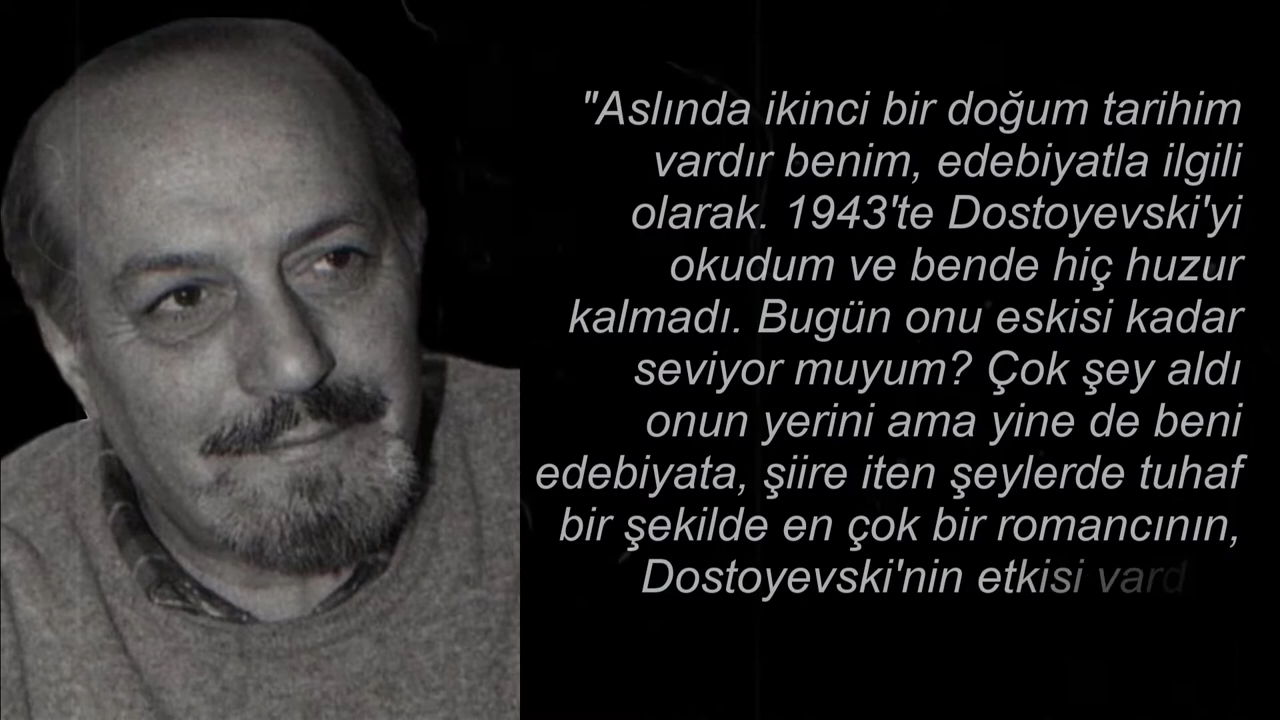 "Aslında ikinci bir doğum tarihim
vardır benim, edebiyatla ilgili
olarak. 1943'te Dostoyevski'yi
okudum ve bende hiç huzur
kalmadı. Bugün onu eskisi kadar
seviyor muyum? Çok şey aldı
onun yerini ama yine de beni
edebiyata, şiire iten şeylerde tuhaf
bir şekilde en çok bir romancının,
Dostoyevski'nin etkisi vard